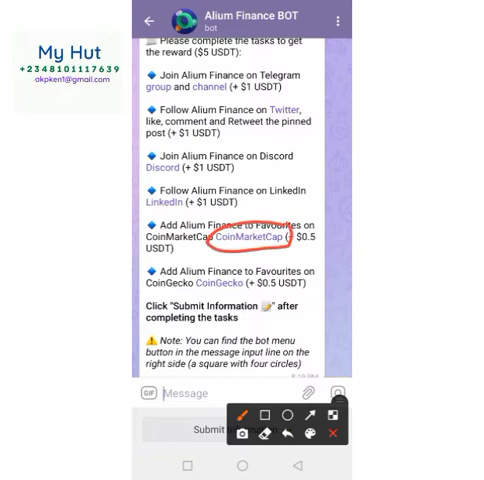 Alium Finance BOT
bot
My Hut
+2348101117639
akpken1@gmail.com
Please complete the tasks to get
the reward ($5 USDT):
Join Alium Finance on Telegram
group and channel (+ $1 USDT)
Follow Alium Finance on Twitter,
like, comment and Retweet the pinned
post (+ $1 USDT)
Join Alium Finance on Discord
Discord (+ $1 USDT)
Follow Alium Finance on LinkedIn
LinkedIn (+ $1 USDT)
Add Alium Finance to Favourites on
CoinMarketCap CoinMarketCap (+ $0.5
USDT)
Add Alium Finance to Favourites on
CoinGecko CoinGecko (+ $0.5 USDT)
Click "Submit Information 📝" after
completing the tasks
⚠️ Note: You can find the bot menu
button in the message input line on the
right side (a square with four circles)
GIF Message
Submit